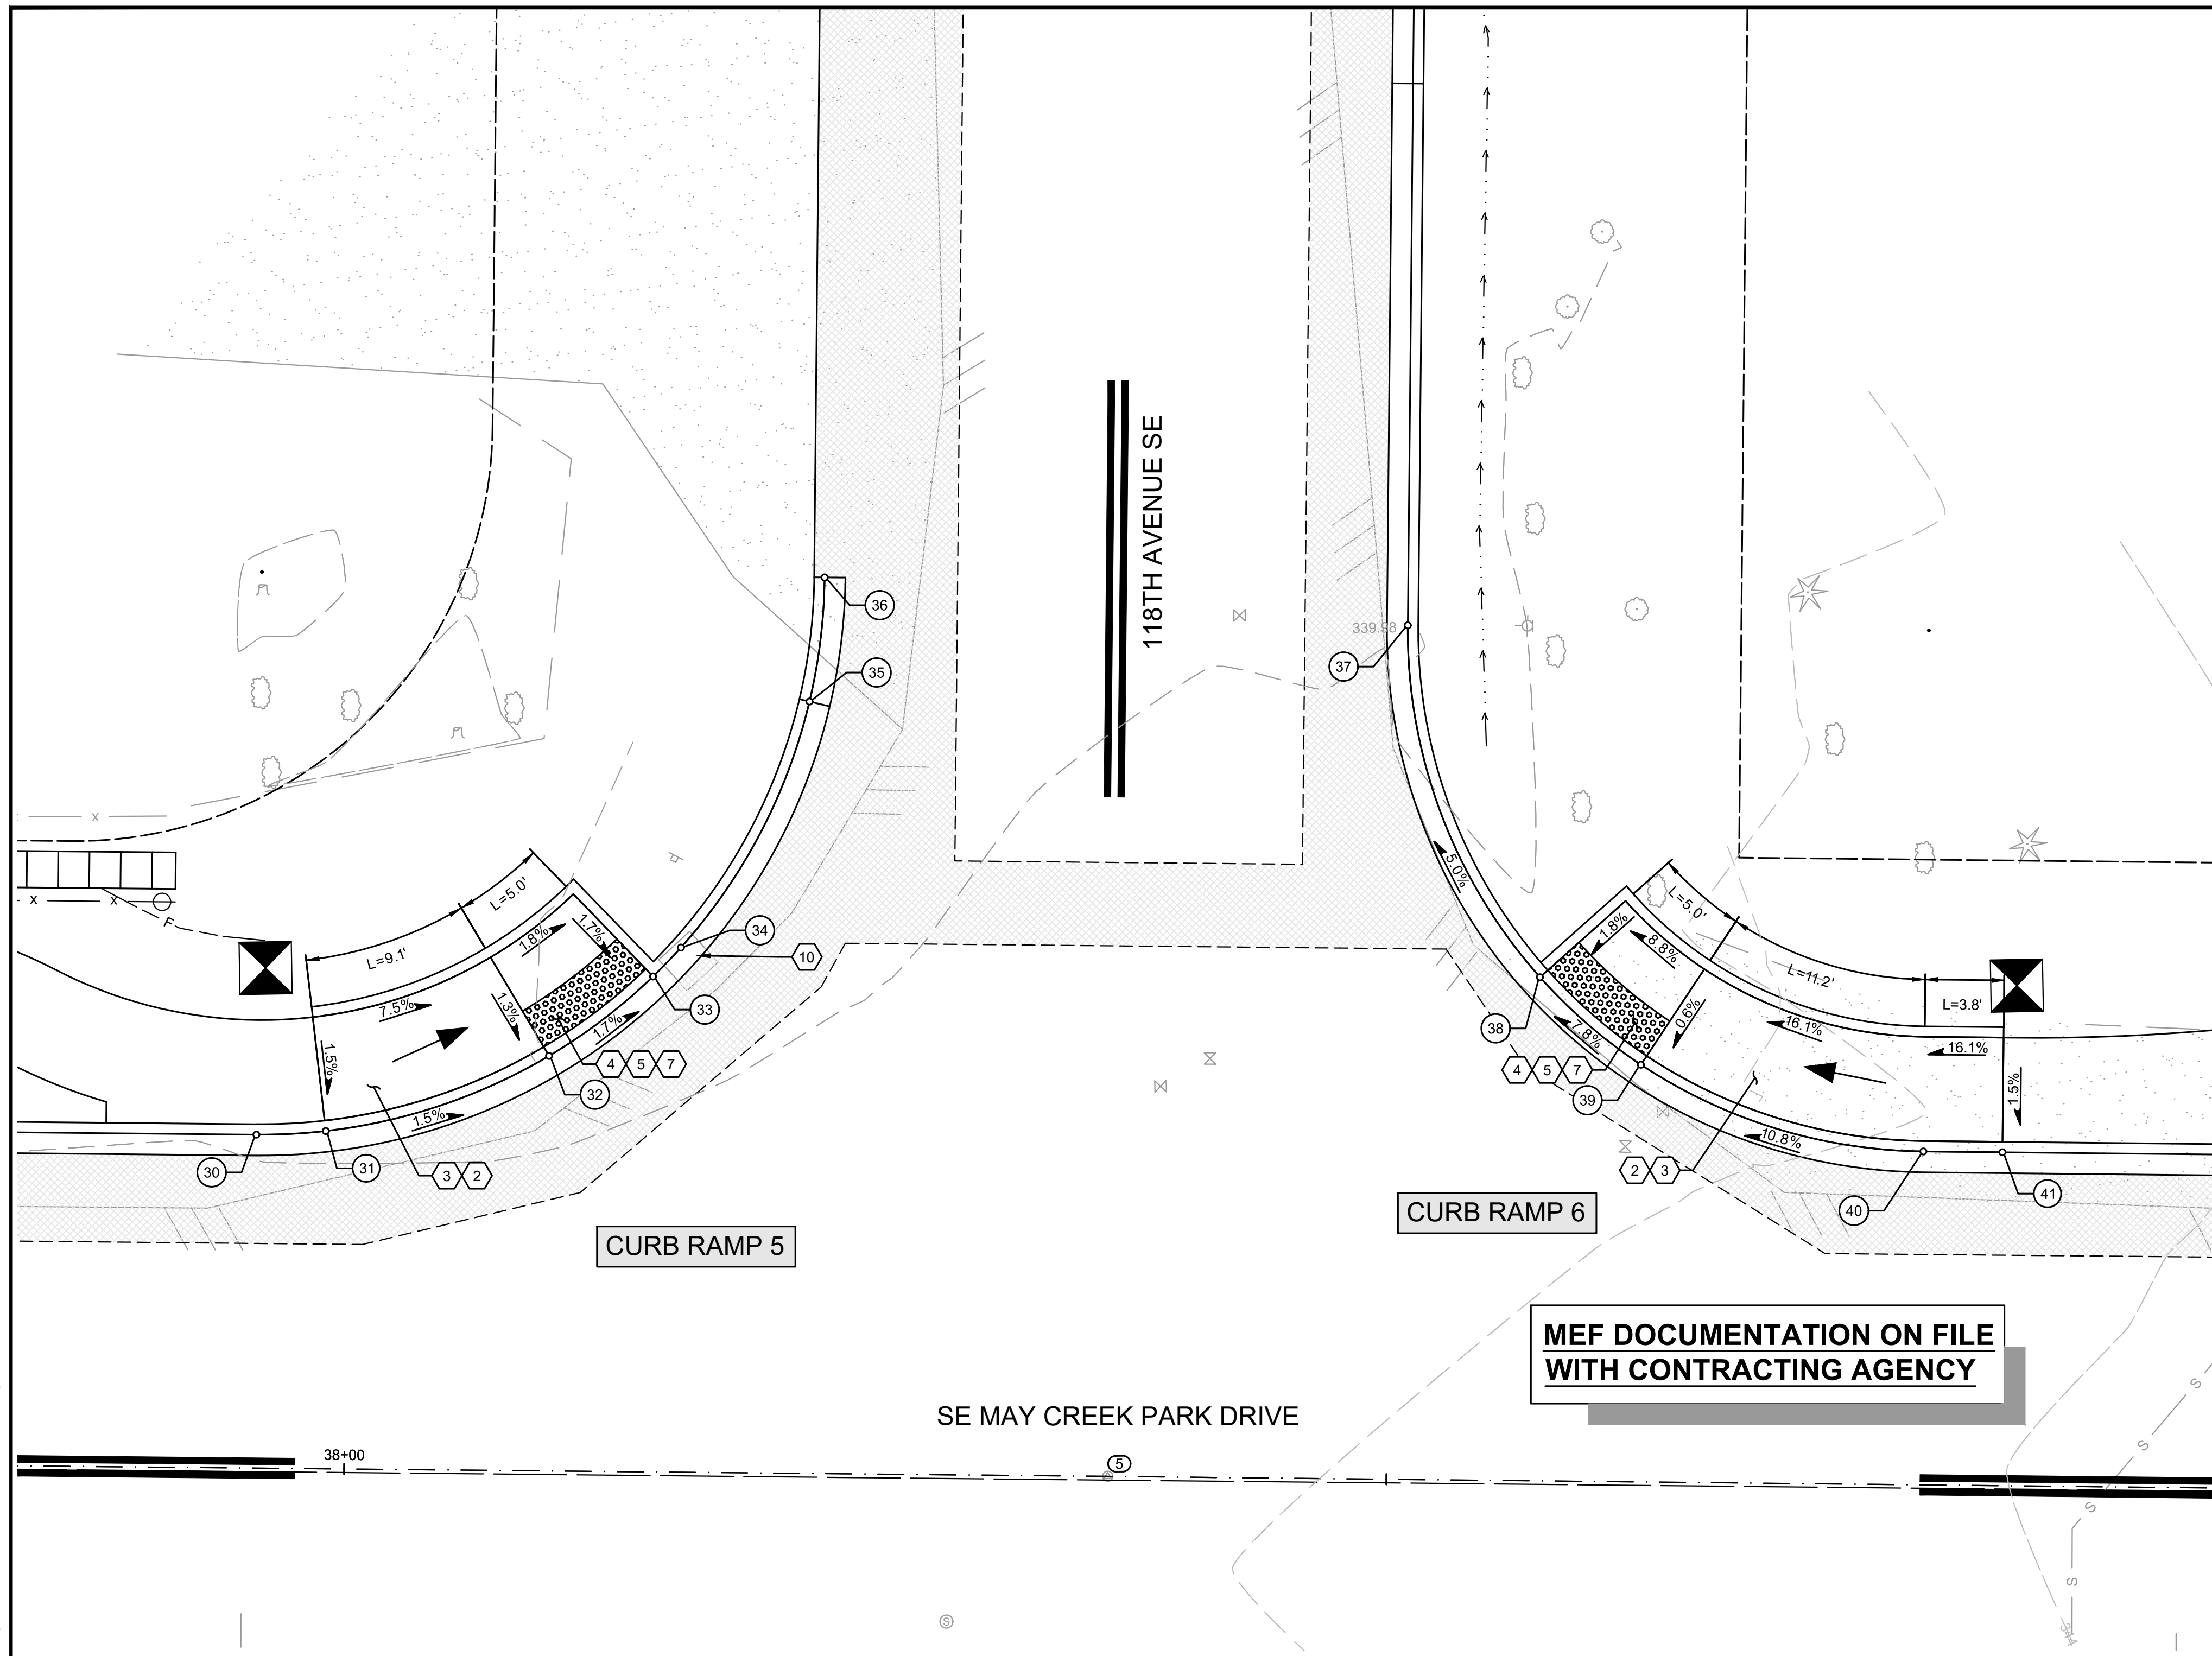 118TH AVENUE SE
36
35
339.98
37
x
x
x
F
L=5.0'
L=9.1'
1.8%
1.7%
7.5%
1.3%
1.7%
1.5%
1.5%
34
10
33
4 5 7
32
30
31
3 2
CURB RAMP 5
5.0%
L=5.0'
1.8%
8.8%
L=11.2'
L=3.8'
0.6%
16.1%
16.1%
7.8%
1.5%
10.8%
38
4 5 7
39
2 3
40
41
CURB RAMP 6
MEF DOCUMENTATION ON FILE
WITH CONTRACTING AGENCY
SE MAY CREEK PARK DRIVE
38+00
5
S
S
S
S
S
344